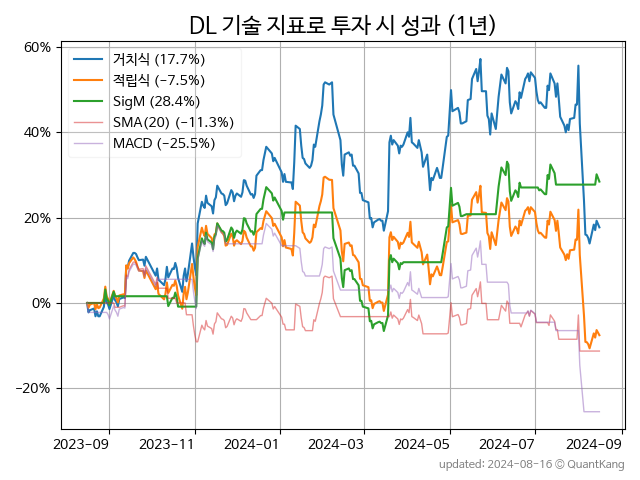 DL 기술 지표로 투자 시 성과 (1년)
60%
40%
20%
0%
−20%
거치식 (17.7%)
적립식 (−7.5%)
SigM (28.4%)
SMA(20) (−11.3%)
MACD (−25.5%)
2023−09
2023−11
2024−01
2024−03
2024−05
2024−07
2024−09
updated: 2024-08-16 © QuantKang